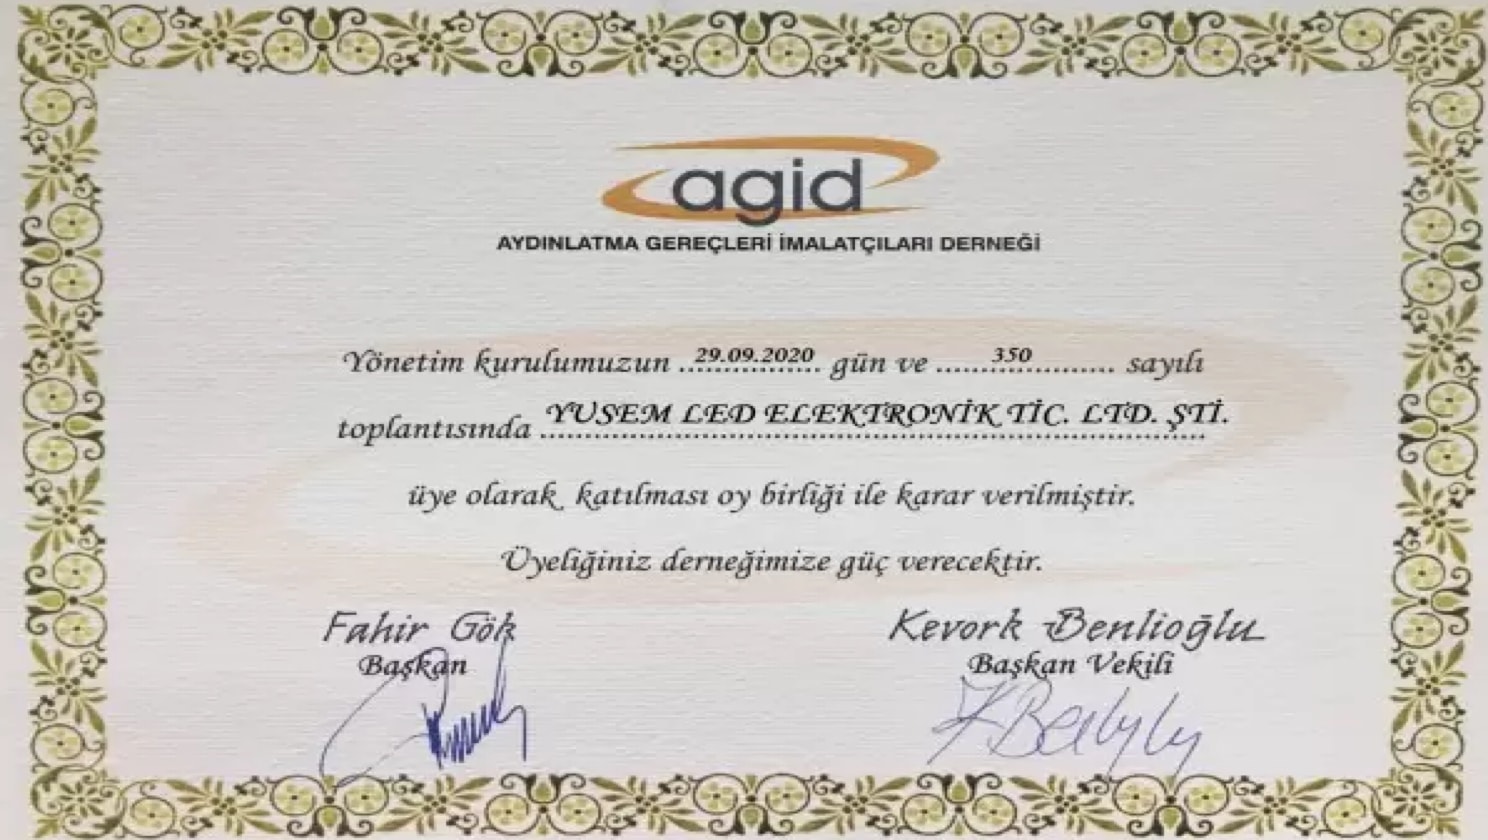 agid
AYDINLATMA GEREÇLERİ İMALATÇILARI DERNEĞİ
Yönetim kurulumuzun ..29.09.2020.. gün ve ......350............ sayılı
toplantısında YUSEM LED ELEKTRONİK TİC. LTD. ŞTİ.
üye olarak katılması oy birliği ile karar verilmiştir.
Üyeliğiniz derneğimize güç verecektir.
Fahir Gök
Başkan
Kevork Benlioğlu
Başkan Vekili